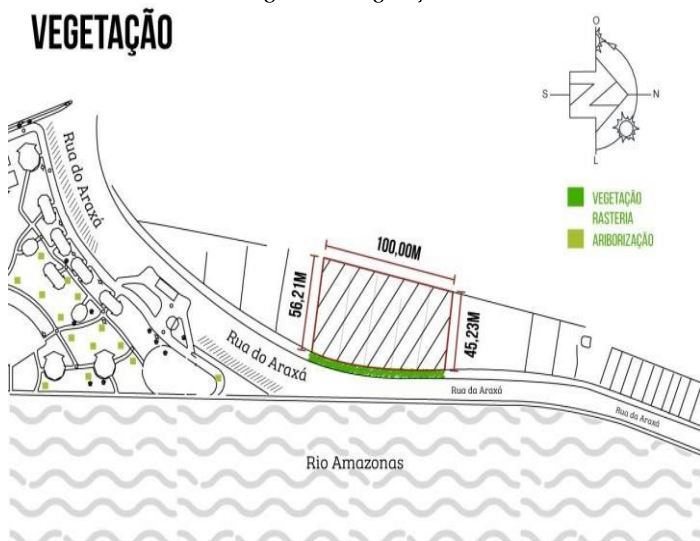 VEGETAÇÃO
O
S
N
L
Rua do Araxá
VEGETAÇÃO
RASTERIA
ARIBORIZAÇÃO
100,00M
56,21M
45,23M
Rua do Araxá
Rua do Araxá
Rua do Araxá
Rio Amazonas